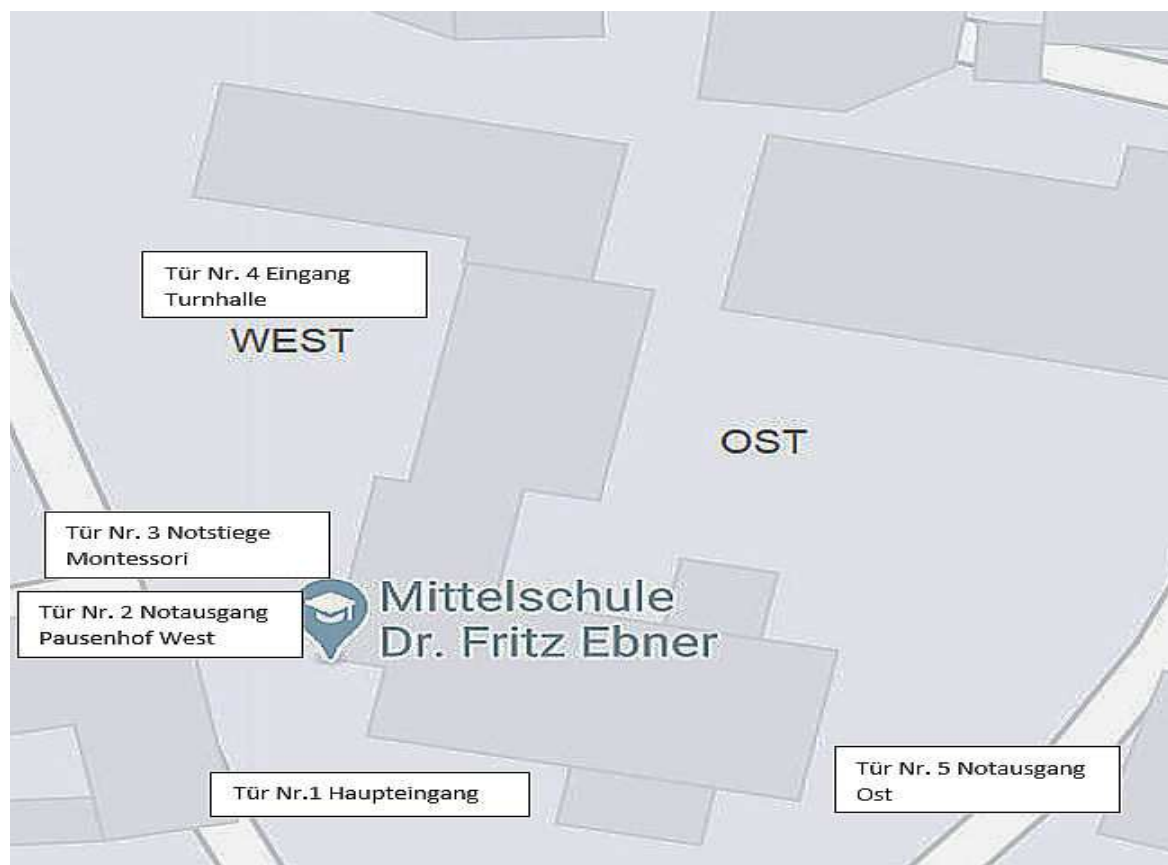 Tür Nr. 4 Eingang
Turnhalle
WEST
OST
Tür Nr. 3 Notstiege
Montessori
Tür Nr. 2 Notausgang
Pausenhof West
Mittelschule
Dr. Fritz Ebner
Tür Nr.1 Haupteingang
Tür Nr. 5 Notausgang
Ost